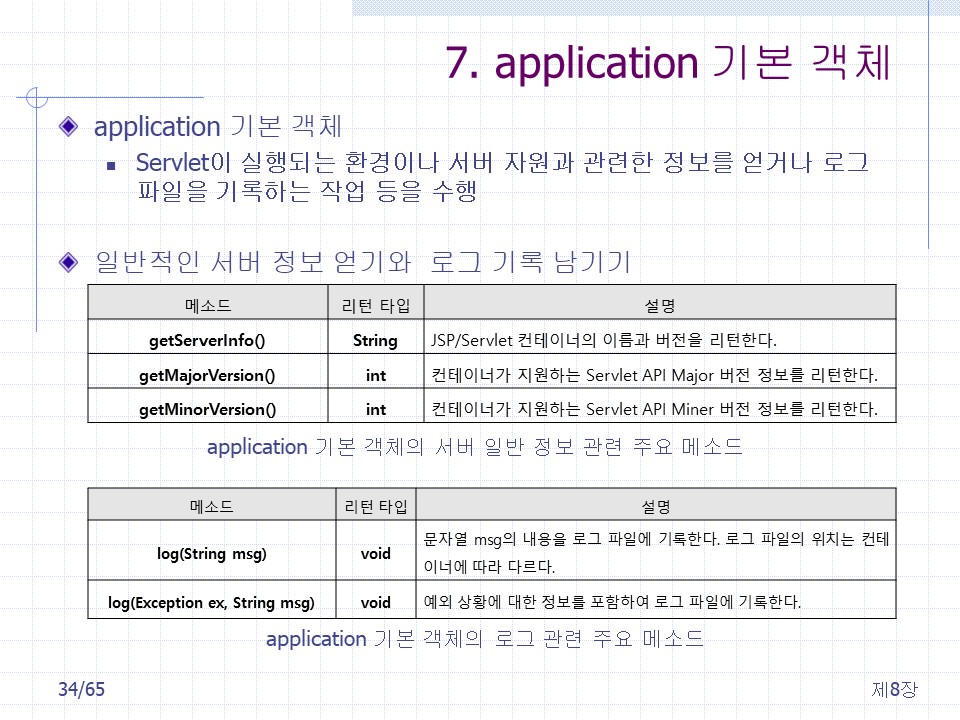 7. application 기본 객체
application 기본 객체
Servlet이 실행되는 환경이나 서버 자원과 관련한 정보를 얻거나 로그
파일을 기록하는 작업 등을 수행
일반적인 서버 정보 얻기와 로그 기록 남기기
메소드 리턴 타입 설명
getServerInfo() String JSP/Servlet 컨테이너의 이름과 버전을 리턴한다.
getMajorVersion() int 컨테이너가 지원하는 Servlet API Major 버전 정보를 리턴한다.
getMinorVersion() int 컨테이너가 지원하는 Servlet API Miner 버전 정보를 리턴한다.
application 기본 객체의 서버 일반 정보 관련 주요 메소드
메소드 리턴 타입 설명
log(String msg) void 문자열 msg의 내용을 로그 파일에 기록한다. 로그 파일의 위치는 컨테
이너에 따라 다르다.
log(Exception ex, String msg) void 예외 상황에 대한 정보를 포함하여 로그 파일에 기록한다.
application 기본 객체의 로그 관련 주요 메소드
34/65 제8장